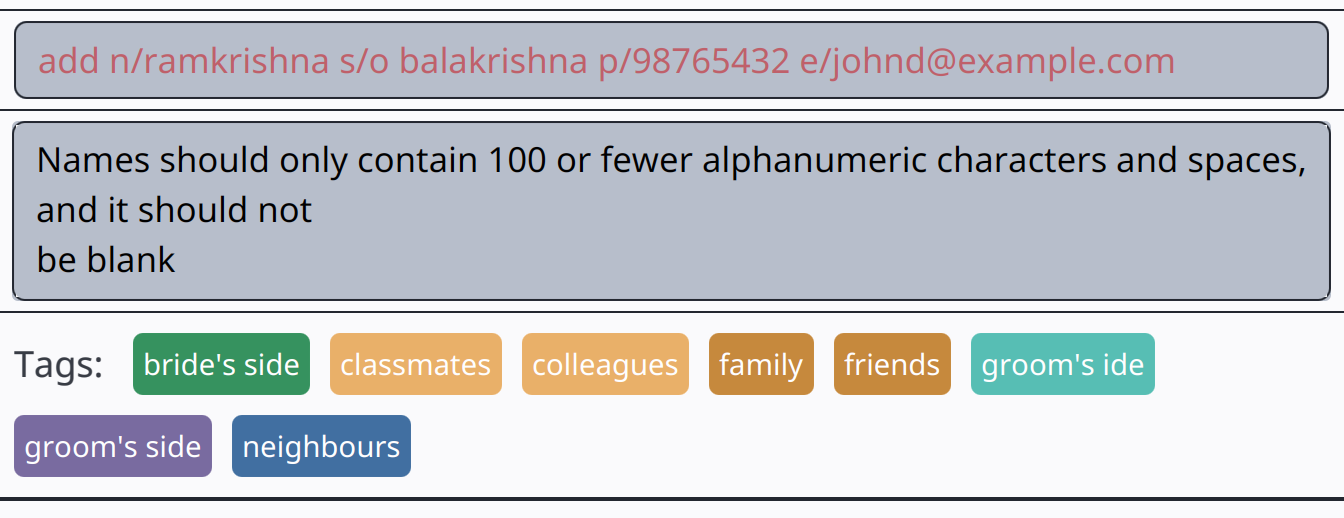 add n/ramkrishna s/o balakrishna p/98765432 e/johnd@example.com
Names should only contain 100 or fewer alphanumeric characters and spaces,
and it should not
be blank
Tags: bride's side classmates colleagues family friends groom's ide
groom's side neighbours